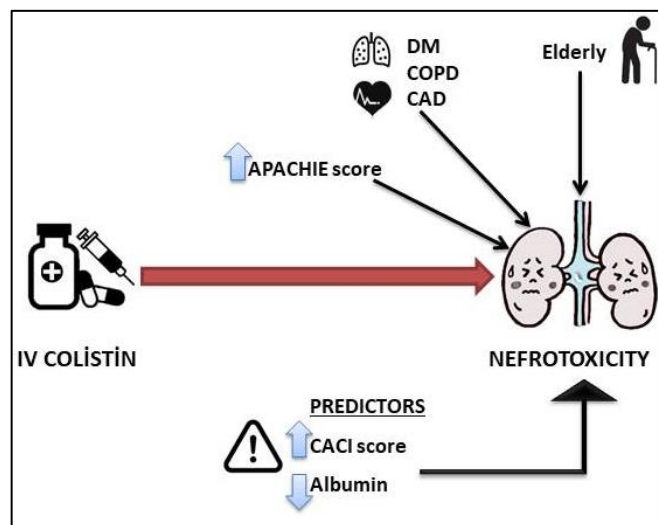 DM
COPD
CAD
Elderly
APACHIE score
IV COLİSTİN
NEFROTOXICITY
PREDICTORS
CACI score
Albumin